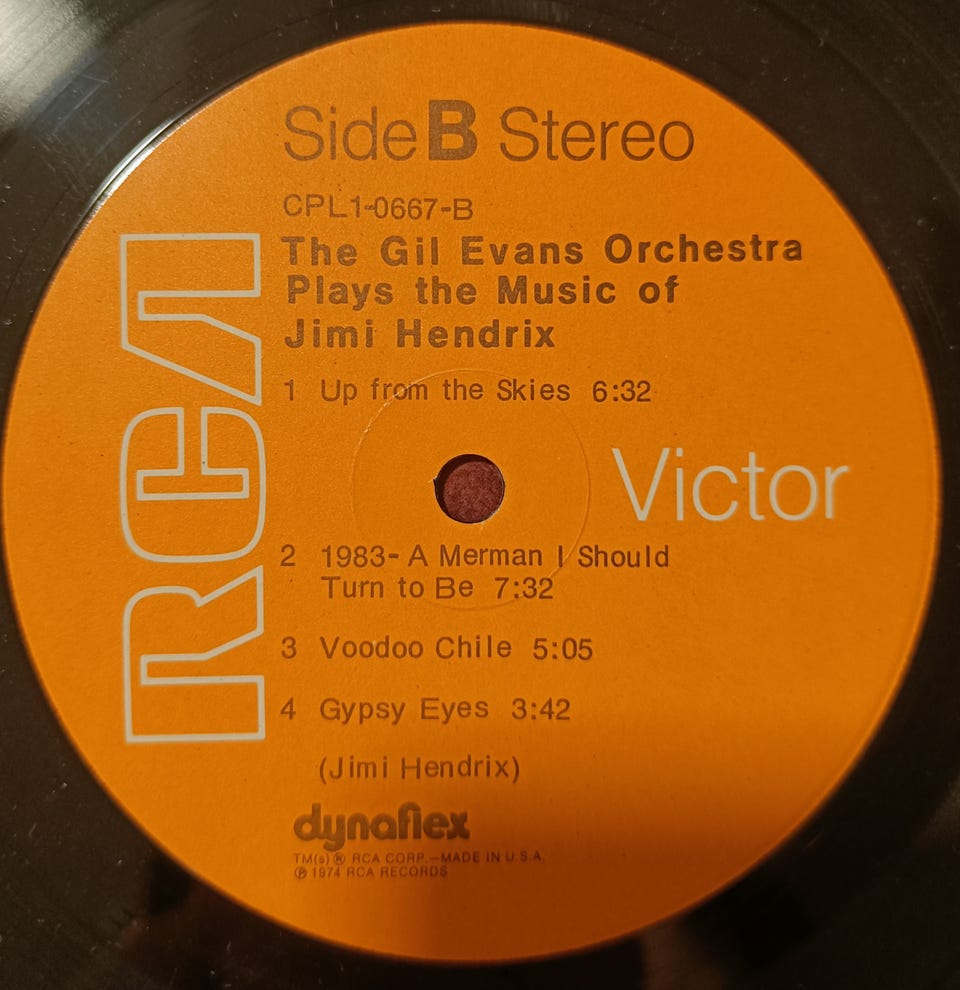 Side B Stereo
CPL1-0667-B
The Gil Evans Orchestra
Plays the Music of
Jimi Hendrix
1 Up from the Skies 6:32
RCA
Victor
2 1983- A Merman I Should
Turn to Be 7:32
3 Voodoo Chile 5:05
4 Gypsy Eyes 3:42
(Jimi Hendrix)
dynaflex
TM(s) ® RCA CORP.—MADE IN U.S.A.
℗ 1974 RCA RECORDS